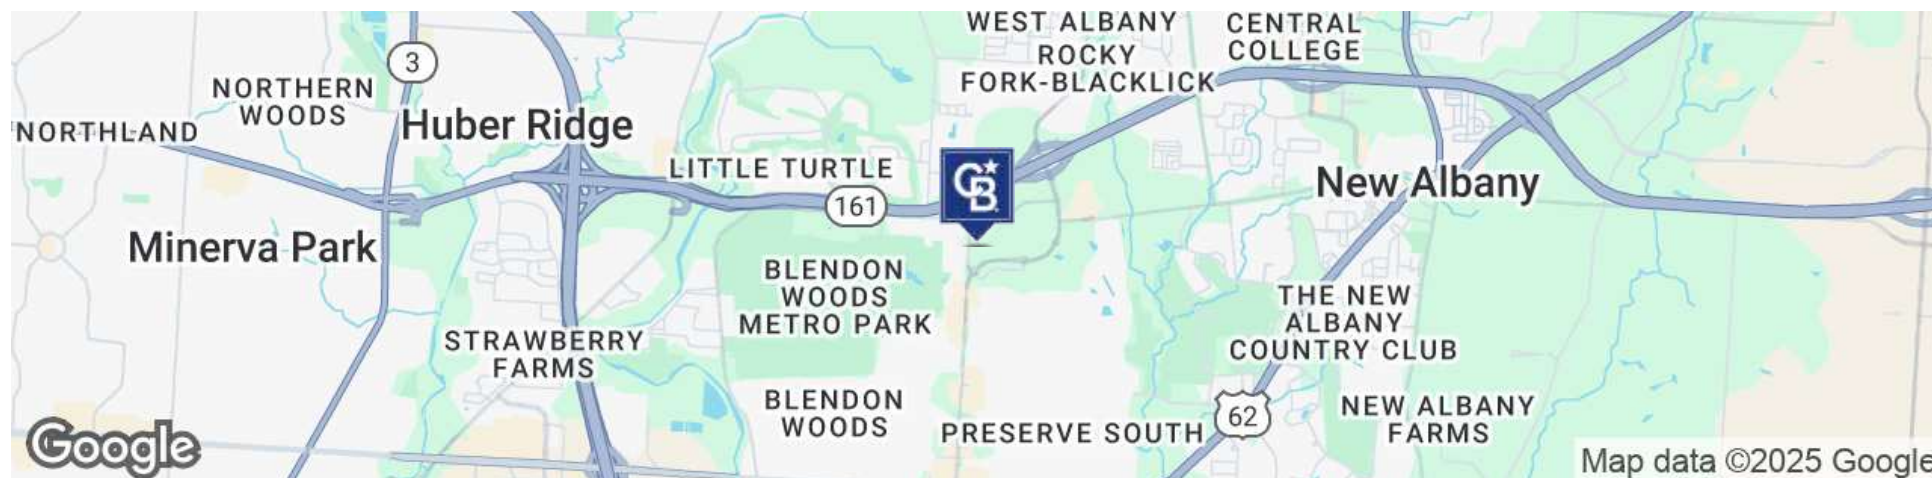 WEST ALBANY
CENTRAL
COLLEGE
ROCKY
FORK-BLACKLICK
3
NORTHERN
WOODS
Huber Ridge
NORTHLAND
LITTLE TURTLE
161
CB
New Albany
Minerva Park
BLENDON
WOODS
METRO PARK
THE NEW
ALBANY
COUNTRY CLUB
STRAWBERRY
FARMS
BLENDON
WOODS
PRESERVE SOUTH
62
NEW ALBANY
FARMS
Google
Map data ©2025 Google